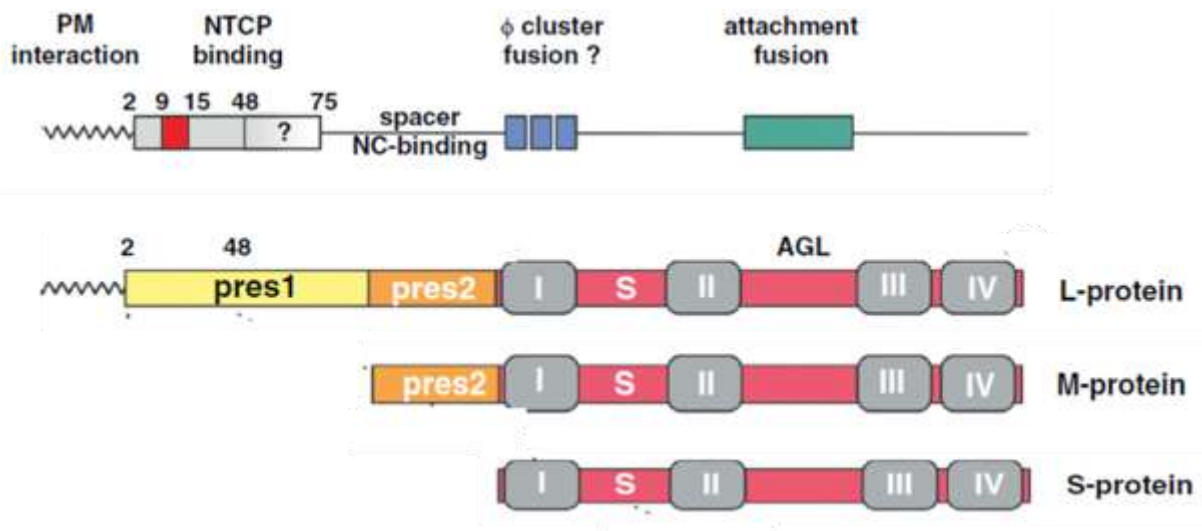 PM interaction
NTCP binding
ϕ cluster fusion ?
attachment fusion
2 9 15 48 75
?
spacer
NC-binding
2 48 AGL
pres1 pres2 I S II III IV L-protein
pres2 I S II III IV M-protein
I S II III IV S-protein